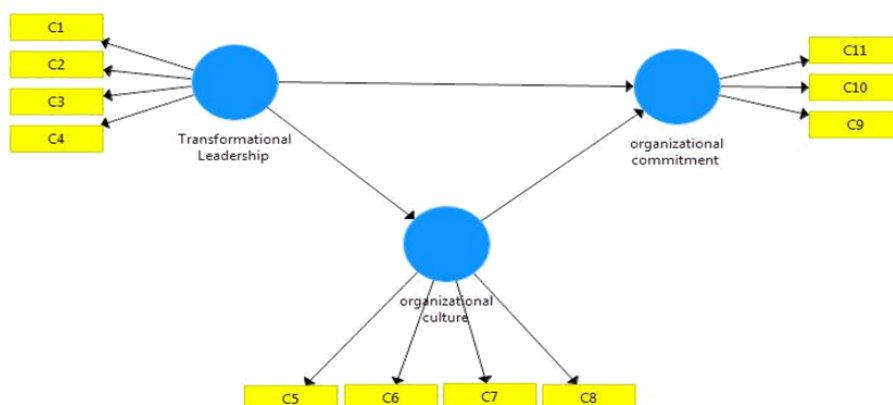 C1
C2
C3
C4
Transformational
Leadership
C11
C10
C9
organizational
commitment
organizational
culture
C5
C6
C7
C8